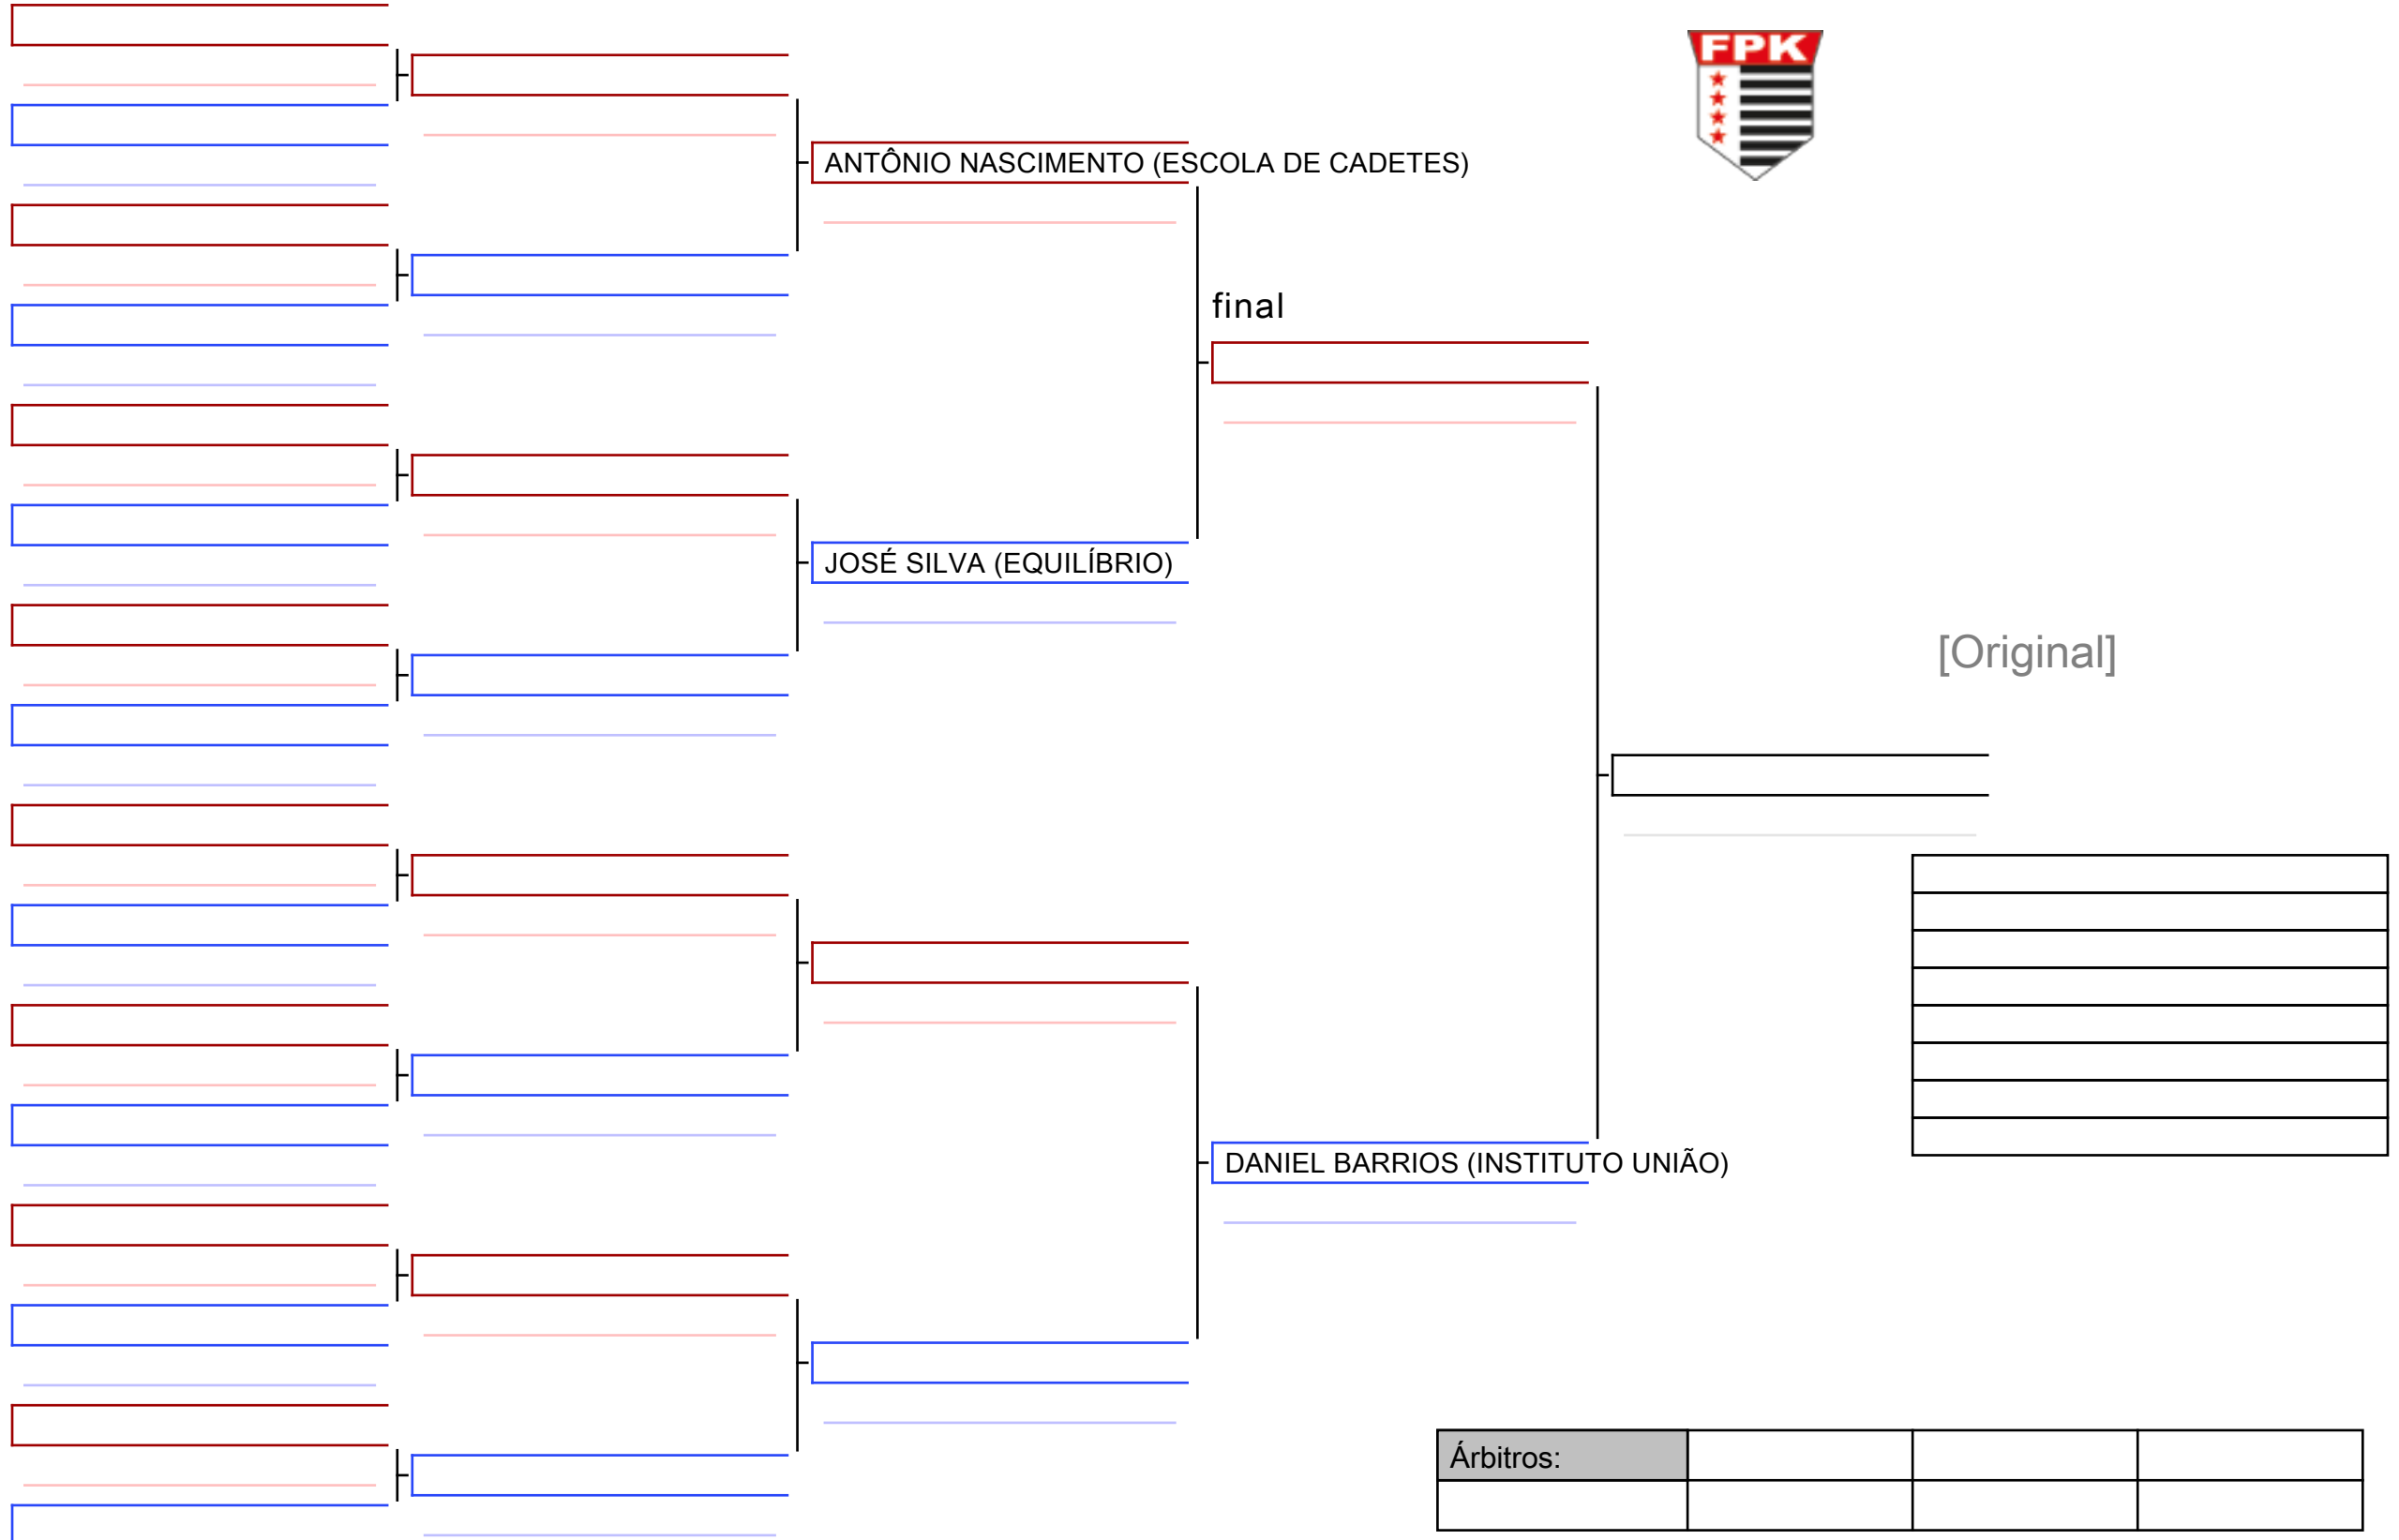 FPK
ANTÔNIO NASCIMENTO (ESCOLA DE CADETES)
final
JOSÉ SILVA (EQUILÍBRIO)
[Original]
DANIEL BARRIOS (INSTITUTO UNIÃO)
Árbitros: